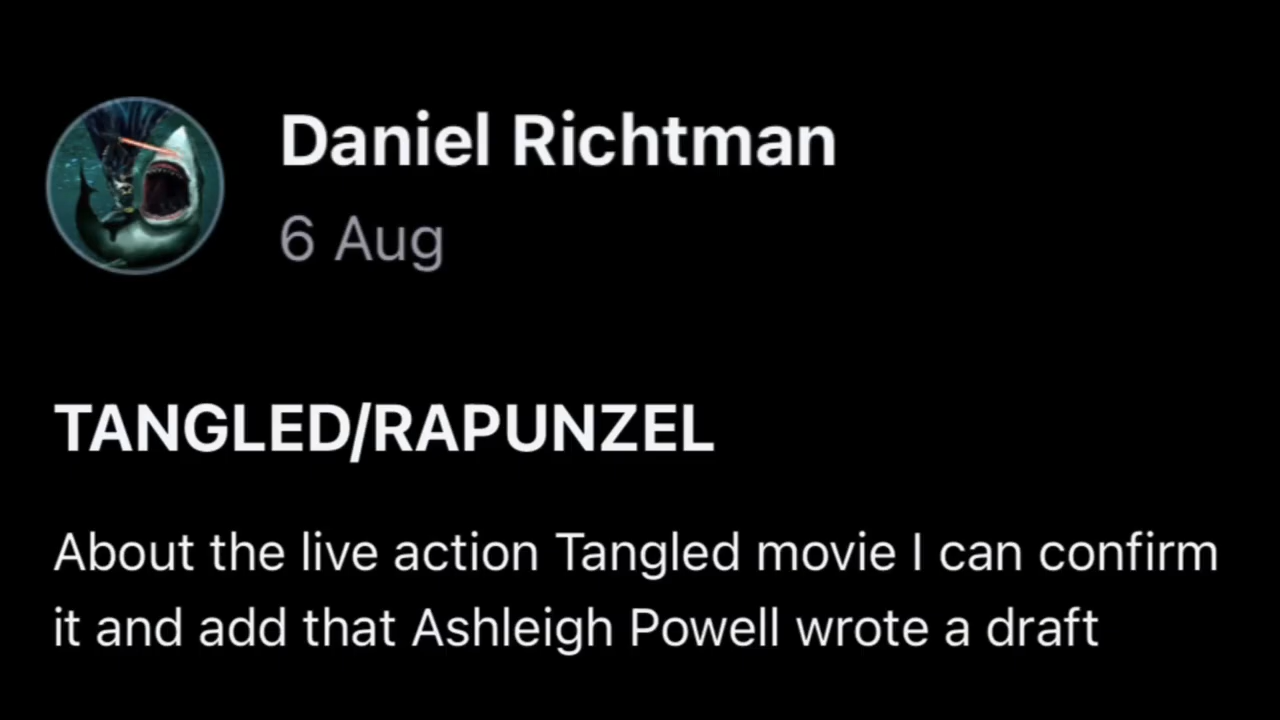 Daniel Richtman
6 Aug
TANGLED/RAPUNZEL
About the live action Tangled movie I can confirm
it and add that Ashleigh Powell wrote a draft